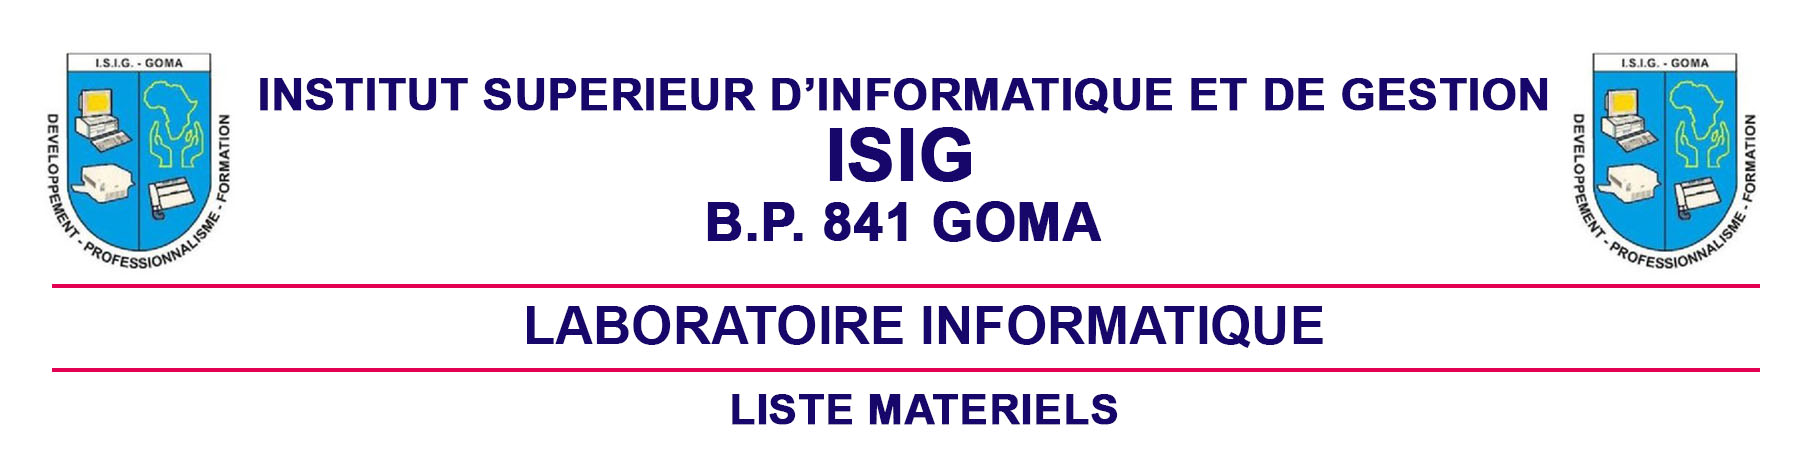 I.S.I.G. - GOMA
DEVELOPPEMENT - PROFESSIONNALISME - FORMATION
INSTITUT SUPERIEUR D’INFORMATIQUE ET DE GESTION
ISIG
B.P. 841 GOMA
I.S.I.G. - GOMA
DEVELOPPEMENT - PROFESSIONNALISME - FORMATION
LABORATOIRE INFORMATIQUE
LISTE MATERIELS